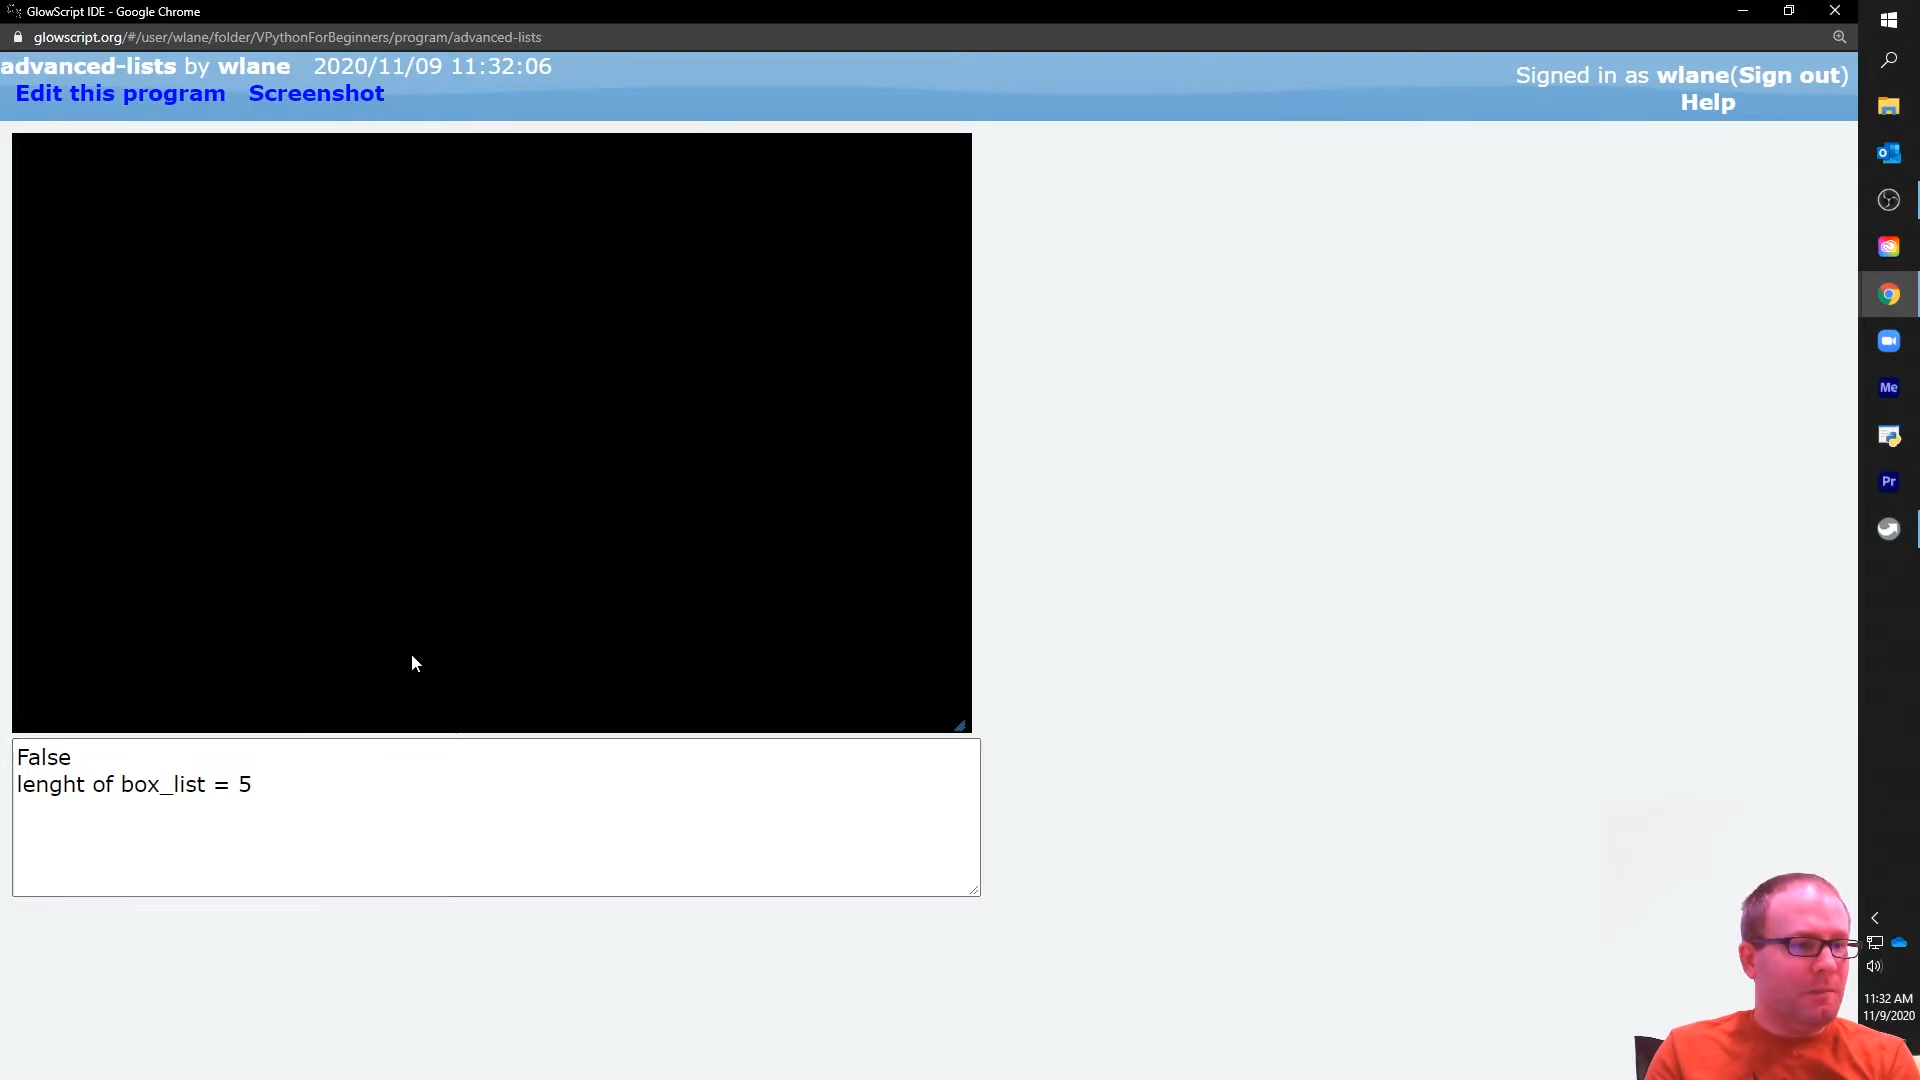 GlowScript IDE - Google Chrome
glowscript.org/#/user/wlane/folder/VPythonForBeginners/program/advanced-lists
advanced-lists by wlane 2020/11/09 11:32:06
Signed in as wlane(Sign out)
Edit this program Screenshot
Help
False
lenght of box_list = 5
Me
Pr
11:32 AM
11/9/2020